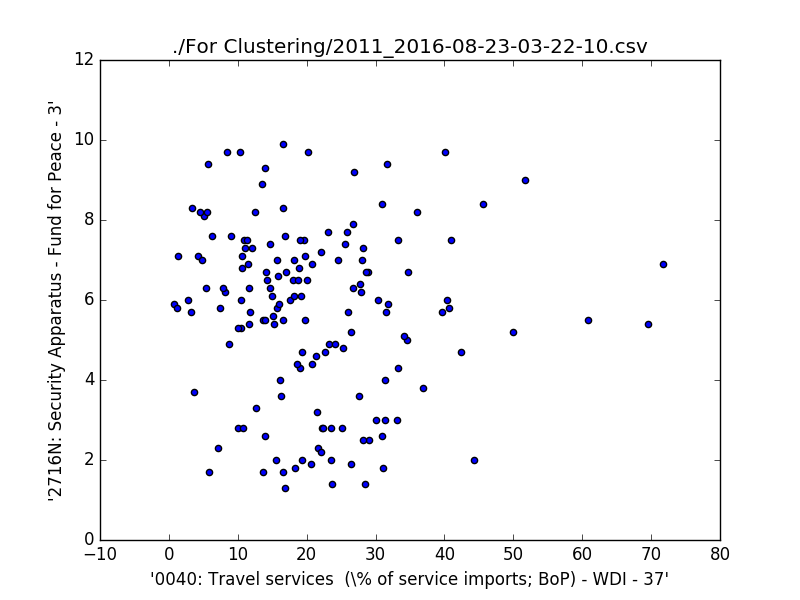 ./For Clustering/2011_2016-08-23-03-22-10.csv
12
10
8
6
4
2
0
'2716N: Security Apparatus - Fund for Peace - 3'
−10 0 10 20 30 40 50 60 70 80
'0040: Travel services  (\% of service imports; BoP) - WDI - 37'